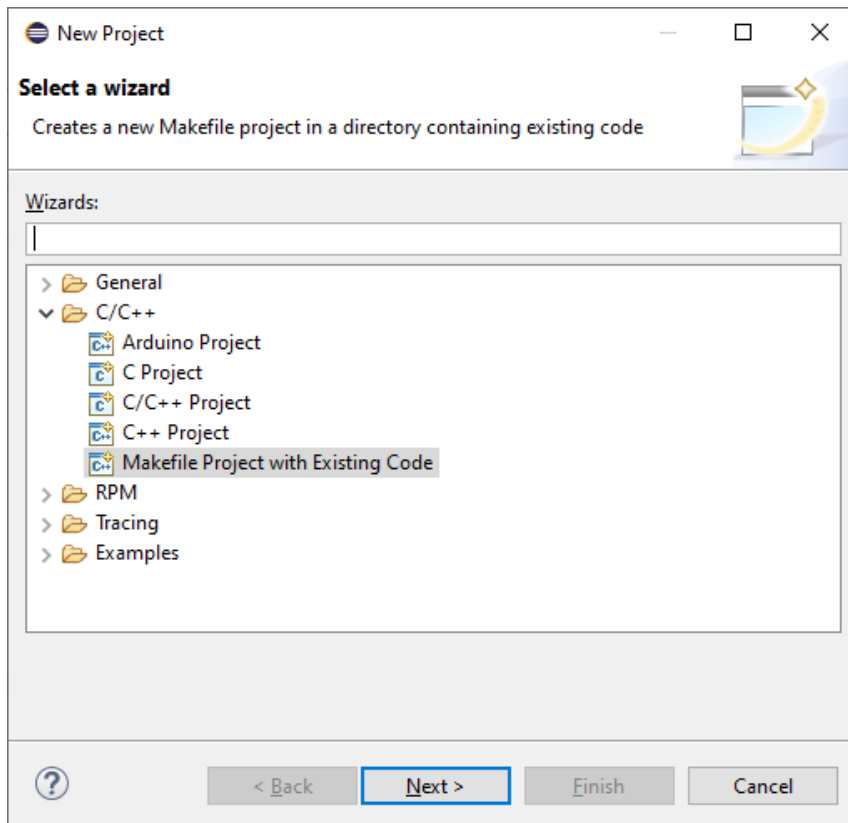 New Project
Select a wizard
Creates a new Makefile project in a directory containing existing code
Wizards:
General
C/C++
Arduino Project
C Project
C/C++ Project
C++ Project
Makefile Project with Existing Code
RPM
Tracing
Examples
? < Back Next > Finish Cancel